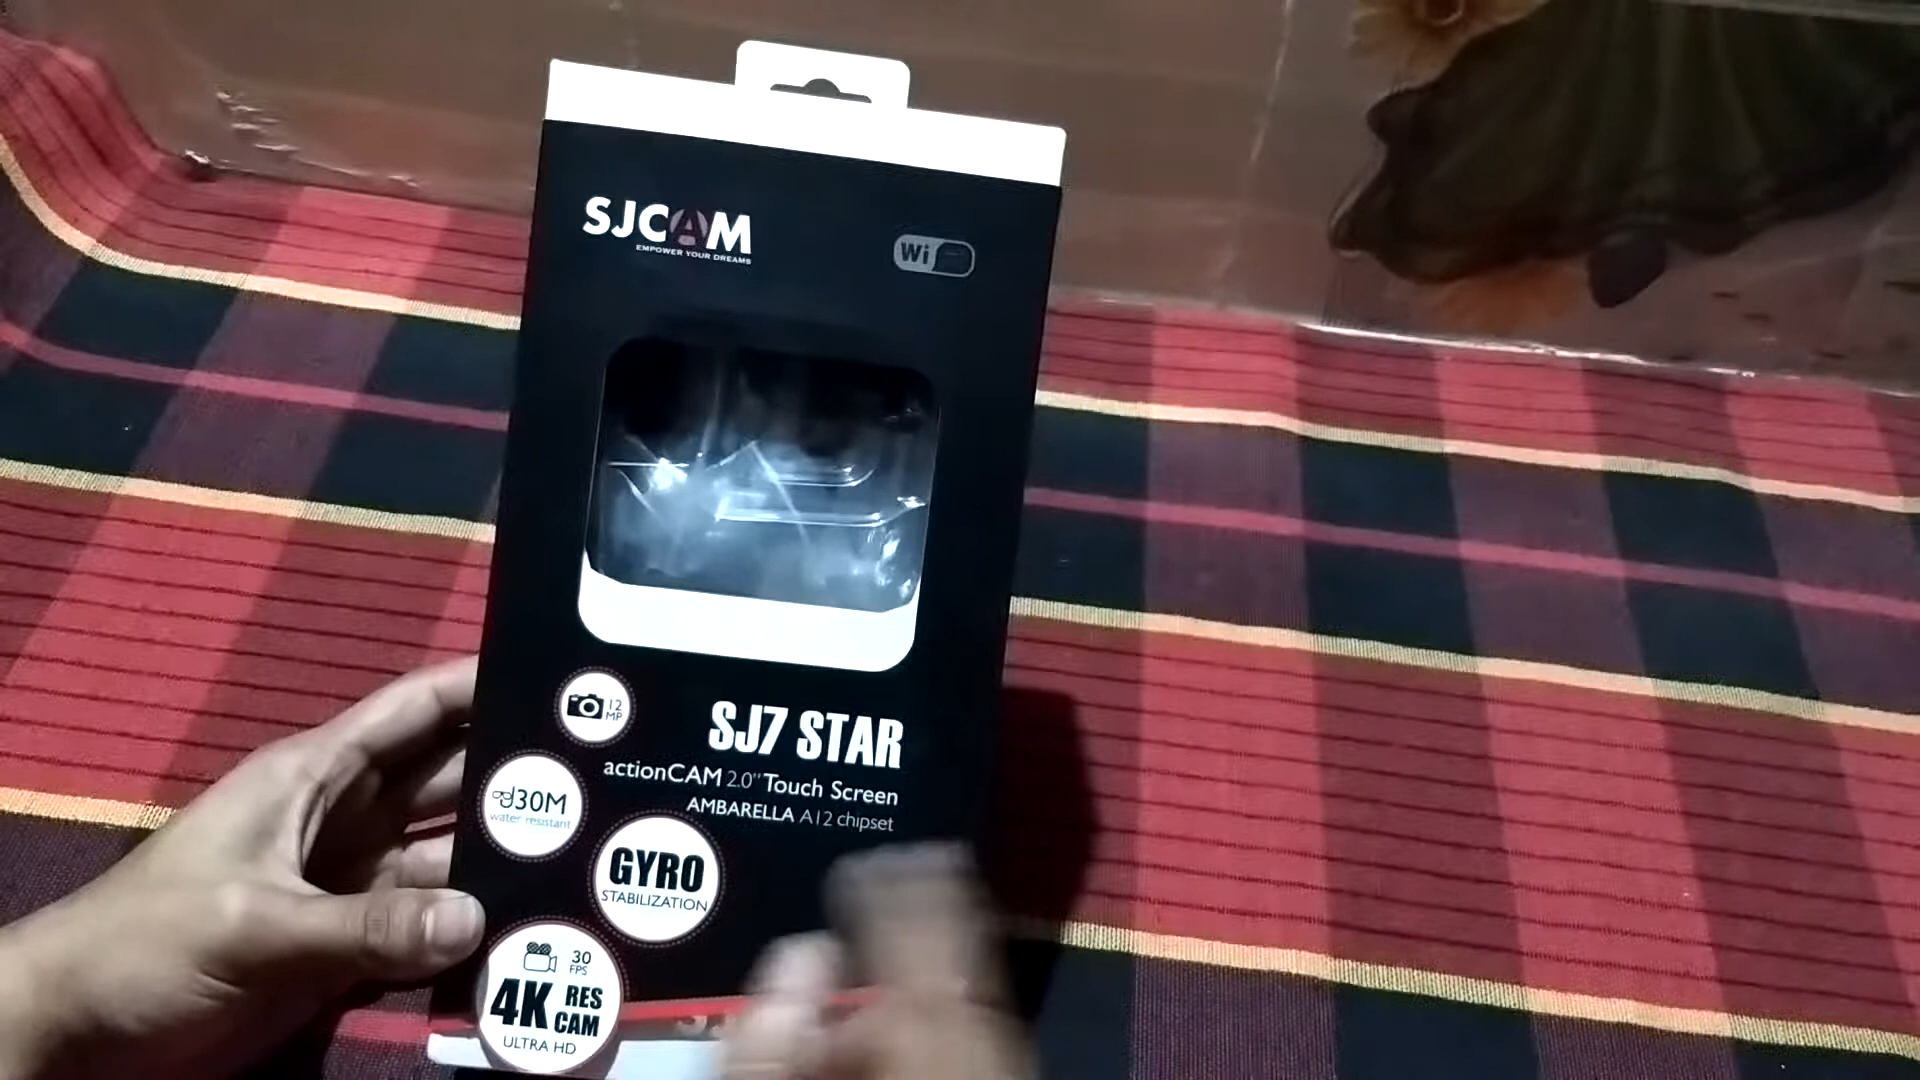 SJCAM
EMPOWER YOUR DREAMS
Wi
12
MP
SJ7 STAR
actionCAM 2.0" Touch Screen
AMBARELLA A12 chipset
30M
water resistant
GYRO
STABILIZATION
30
FPS
4K RES
CAM
ULTRA HD